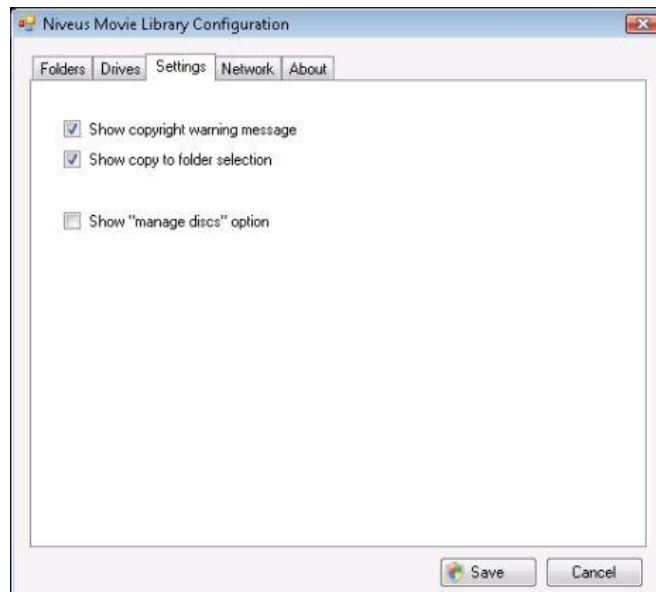 Niveus Movie Library Configuration
Folders Drives Settings Network About
Show copyright warning message
Show copy to folder selection
Show "manage discs" option
Save Cancel